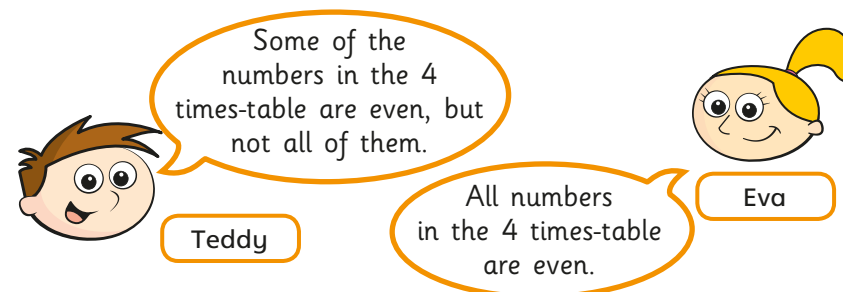 Some of the
numbers in the 4
times-table are even, but
not all of them.
Teddy
All numbers
in the 4 times-table
are even.
Eva